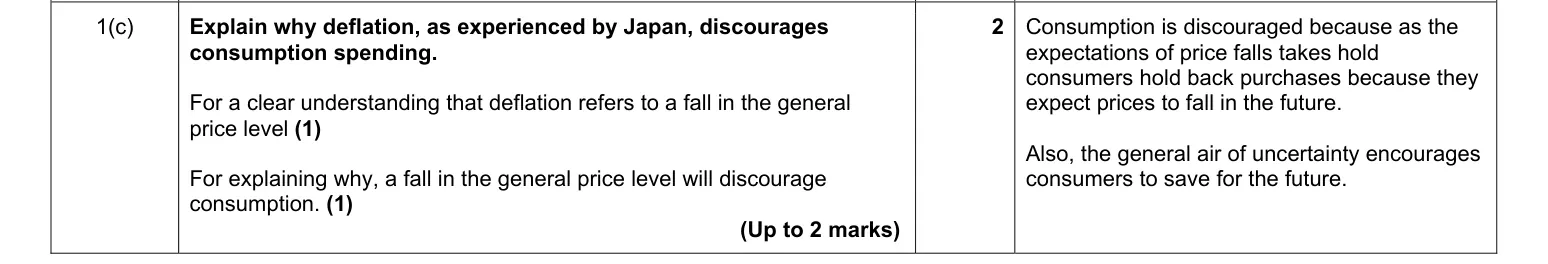 1(c)
Explain why deflation, as experienced by Japan, discourages
consumption spending.
For a clear understanding that deflation refers to a fall in the general
price level (1)
For explaining why, a fall in the general price level will discourage
consumption. (1)
(Up to 2 marks)
2
Consumption is discouraged because as the
expectations of price falls takes hold
consumers hold back purchases because they
expect prices to fall in the future.
Also, the general air of uncertainty encourages
consumers to save for the future.